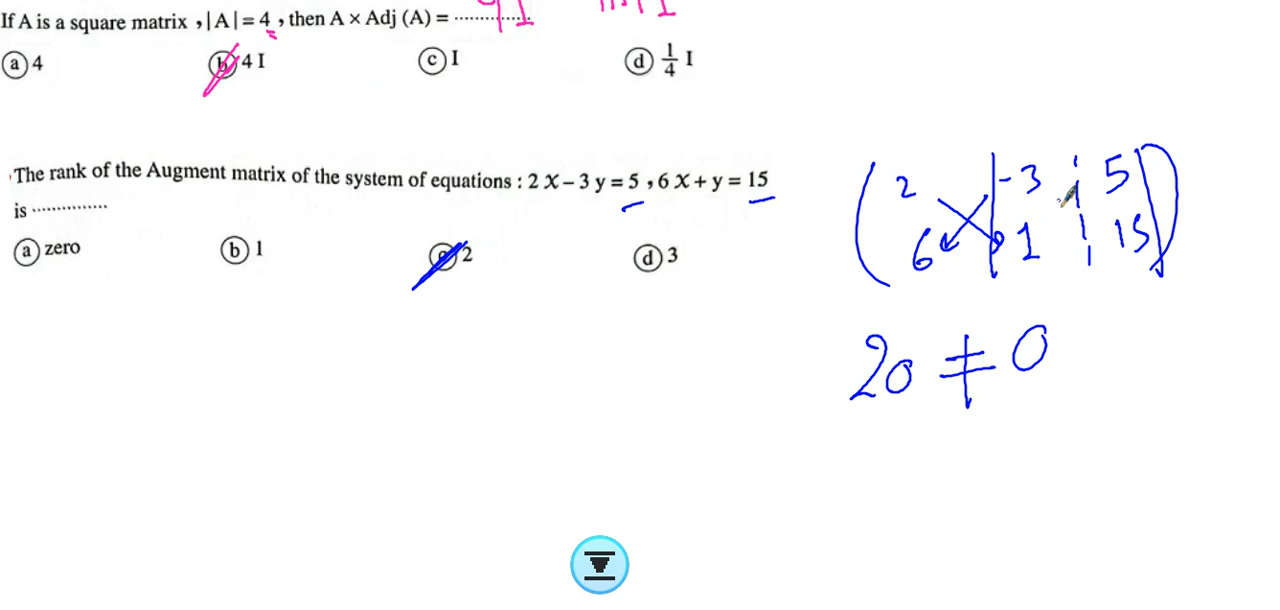 If A is a square matrix , |A| = 4 , then A × Adj (A) = ..............
a 4 b 4 I c I d 1/4 I
The rank of the Augment matrix of the system of equations : 2 X – 3 y = 5 , 6 X + y = 15
is ...............
a zero b 1 c 2 d 3
2 -3 5
6 1 15
20 ≠ 0